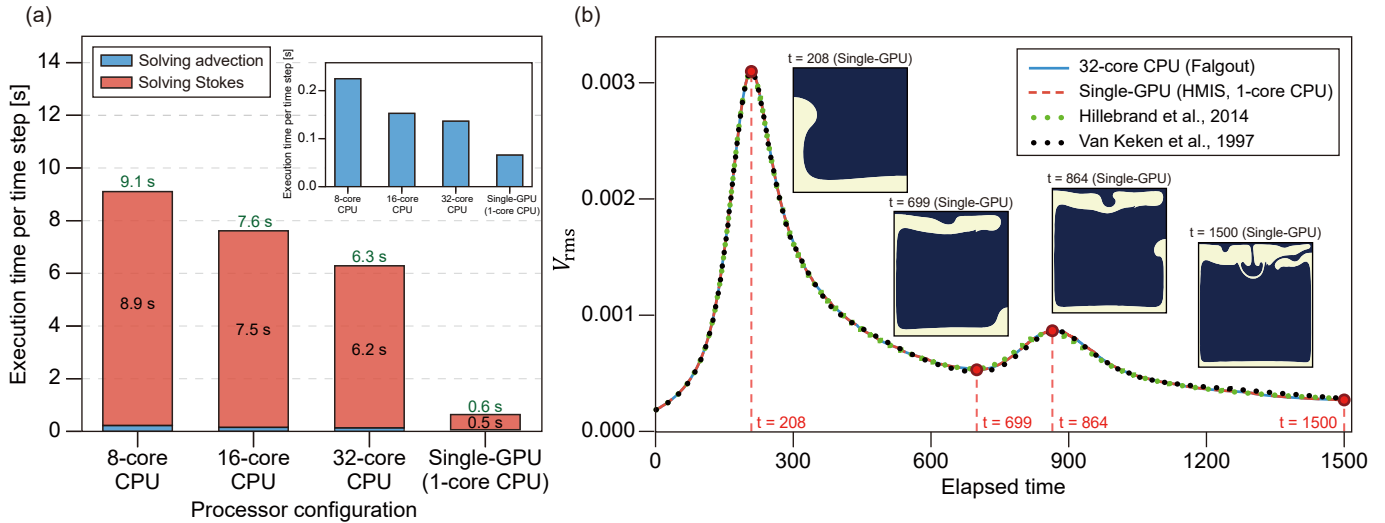 (a)
Execution time per time step [s]
14
12
10
8
6
4
2
0
Solving advection
Solving Stokes
9.1 s
8.9 s
7.6 s
7.5 s
6.3 s
6.2 s
0.6 s
0.5 s
8-core
CPU
16-core
CPU
32-core
CPU
Single-GPU
(1-core CPU)
Processor configuration
Execution time per time step [s]
0.2
0.1
0.0
8-core
CPU
16-core
CPU
32-core
CPU
Single-GPU
(1-core CPU)
(b)
Vrms
0.003
0.002
0.001
0.000
t = 208 (Single-GPU)
t = 699 (Single-GPU)
t = 864 (Single-GPU)
t = 1500 (Single-GPU)
32-core CPU (Falgout)
Single-GPU (HMIS, 1-core CPU)
Hillebrand et al., 2014
Van Keken et al., 1997
t = 208
t = 699
t = 864
t = 1500
0
300
600
900
1200
1500
Elapsed time